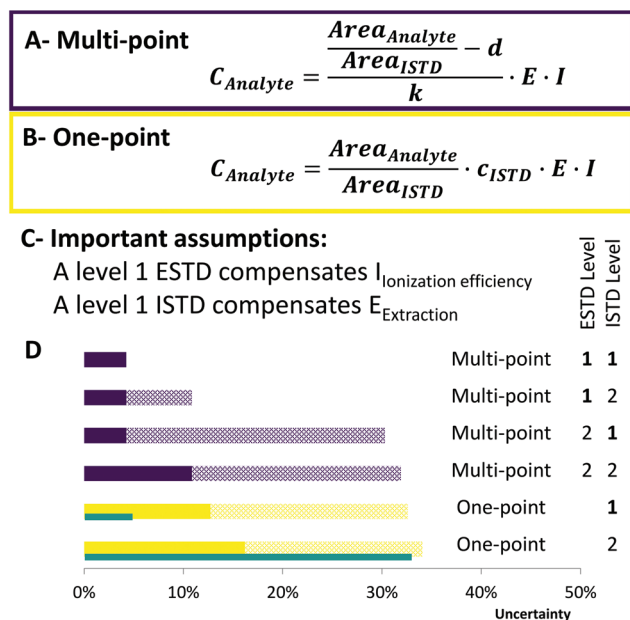 A- Multi-point
C_Analyte = ((Area_Analyte / Area_ISTD) − d) / k · E · I
B- One-point
C_Analyte = Area_Analyte / Area_ISTD · c_ISTD · E · I
C- Important assumptions:
A level 1 ESTD compensates I_Ionization efficiency
A level 1 ISTD compensates E_Extraction
ESTD Level
ISTD Level
D
Multi-point 1 1
Multi-point 1 2
Multi-point 2 1
Multi-point 2 2
One-point 1
One-point 2
0% 10% 20% 30% 40% 50%
Uncertainty